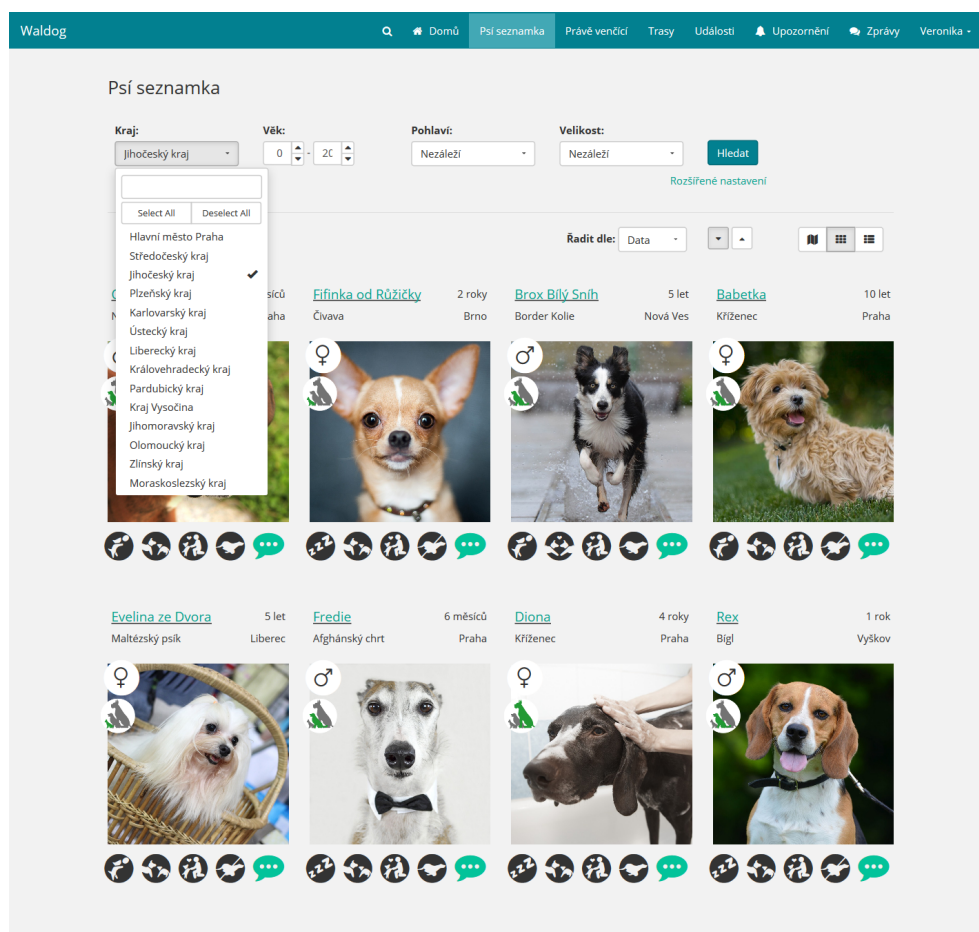 Waldog
Domů Psí seznamka Právě venčící Trasy Události Upozornění Zprávy Veronika
Psí seznamka
Kraj: Věk: Pohlaví: Velikost:
Jihočeský kraj 0 - 20 Nezáleží Nezáleží Hledat
Rozšířené nastavení
Select All Deselect All
Řadit dle: Data
Hlavní město Praha
Středočeský kraj
Jihočeský kraj
Plzeňský kraj
Karlovarský kraj
Ústecký kraj
Liberecký kraj
Královehradecký kraj
Pardubický kraj
Kraj Vysočina
Jihomoravský kraj
Olomoucký kraj
Zlínský kraj
Moraskoslezský kraj
Fifinka od Růžičky 2 roky Brox Bílý Sníh 5 let Babetka 10 let
Čivava Brno Border Kolie Nová Ves Kříženec Praha
zzz
Evelina ze Dvora 5 let Fredie 6 měsíců Diona 4 roky Rex 1 rok
Maltézský psík Liberec Afghánský chrt Praha Kříženec Praha Bígl Vyškov
zzz zzz zzz